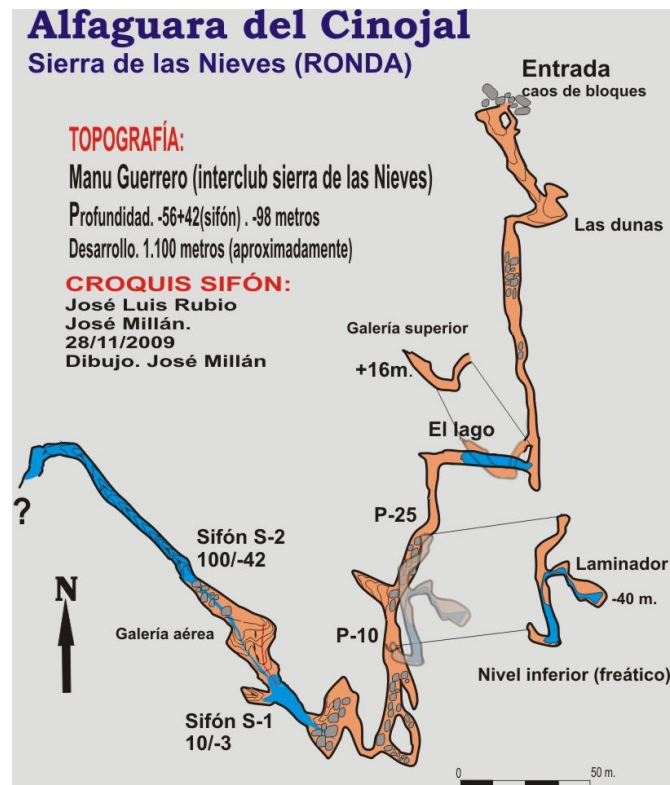 Alfaguara del Cinojal
Sierra de las Nieves (RONDA)
TOPOGRAFÍA:
Manu Guerrero (interclub sierra de las Nieves)
Profundidad. -56+42(sifón) . -98 metros
Desarrollo. 1.100 metros (aproximadamente)
CROQUIS SIFÓN:
José Luis Rubio
José Millán.
28/11/2009
Dibujo. José Millán
Entrada
caos de bloques
Las dunas
Galería superior
+16m.
El lago
P-25
Laminador
-40 m.
P-10
Nivel inferior (freático)
?
Sifón S-2
100/-42
N
Galería aérea
Sifón S-1
10/-3
0 50 m.